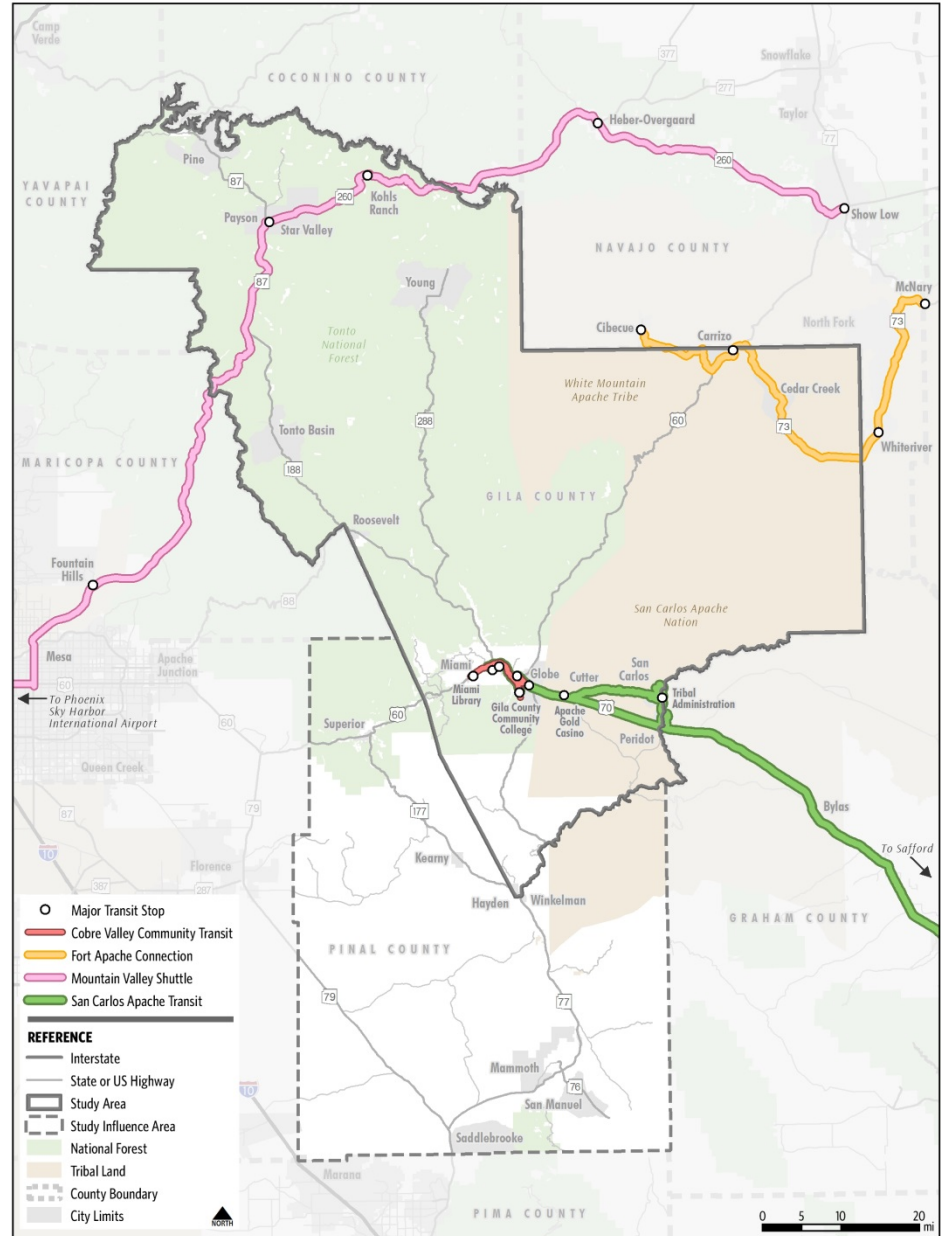 Camp
Verde
COCONINO COUNTY
377
Snowflake
277
Taylor
77
Heber-Overgaard
260
Pine
87
YAVAPAI
COUNTY
260
Kohls
Ranch
Payson
Star Valley
Show Low
NAVAJO COUNTY
87
Young
McNary
Cibecue
Carrizo
North Fork
73
Tonto
National
Forest
White Mountain
Apache Tribe
Cedar Creek
60
73
Whiteriver
288
Tonto Basin
MARICOPA COUNTY
188
GILA COUNTY
Roosevelt
Fountain
Hills
88
San Carlos Apache
Nation
Mesa
Apache
Junction
60
Miami
Miami
Library
Globe
Gila County
Community
College
Cutter
Apache
Gold
Casino
San
Carlos
Tribal
Administration
70
Peridot
To Phoenix
Sky Harbor
International Airport
Superior
60
Queen Creek
79
87
177
Bylas
10
Florence
387
287
Kearny
To Safford
Hayden
Winkelman
GRAHAM COUNTY
PINAL COUNTY
79
77
Mammoth
76
San Manuel
10
Saddlebrooke
Marana
PIMA COUNTY
Major Transit Stop
Cobre Valley Community Transit
Fort Apache Connection
Mountain Valley Shuttle
San Carlos Apache Transit
REFERENCE
Interstate
State or US Highway
Study Area
Study Influence Area
National Forest
Tribal Land
County Boundary
City Limits
NORTH
0 5 10 20
mi